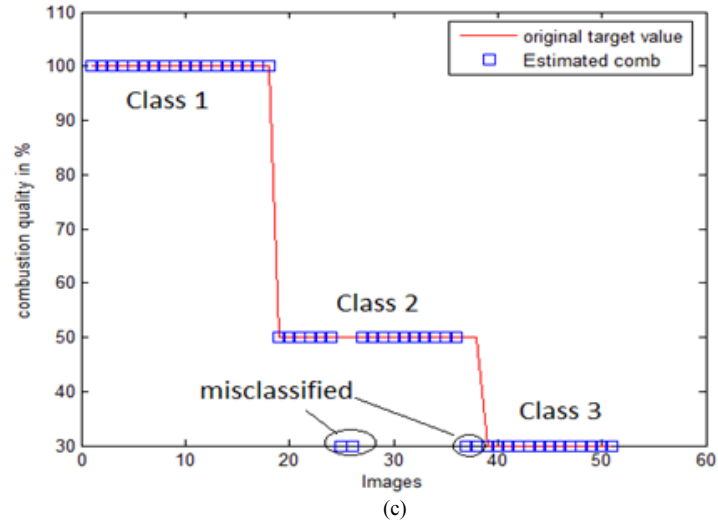 110
100
90
80
70
60
50
40
30
combustion quality in %
original target value
Estimated comb
Class 1
Class 2
misclassified
Class 3
0 10 20 30 40 50 60
Images
(c)